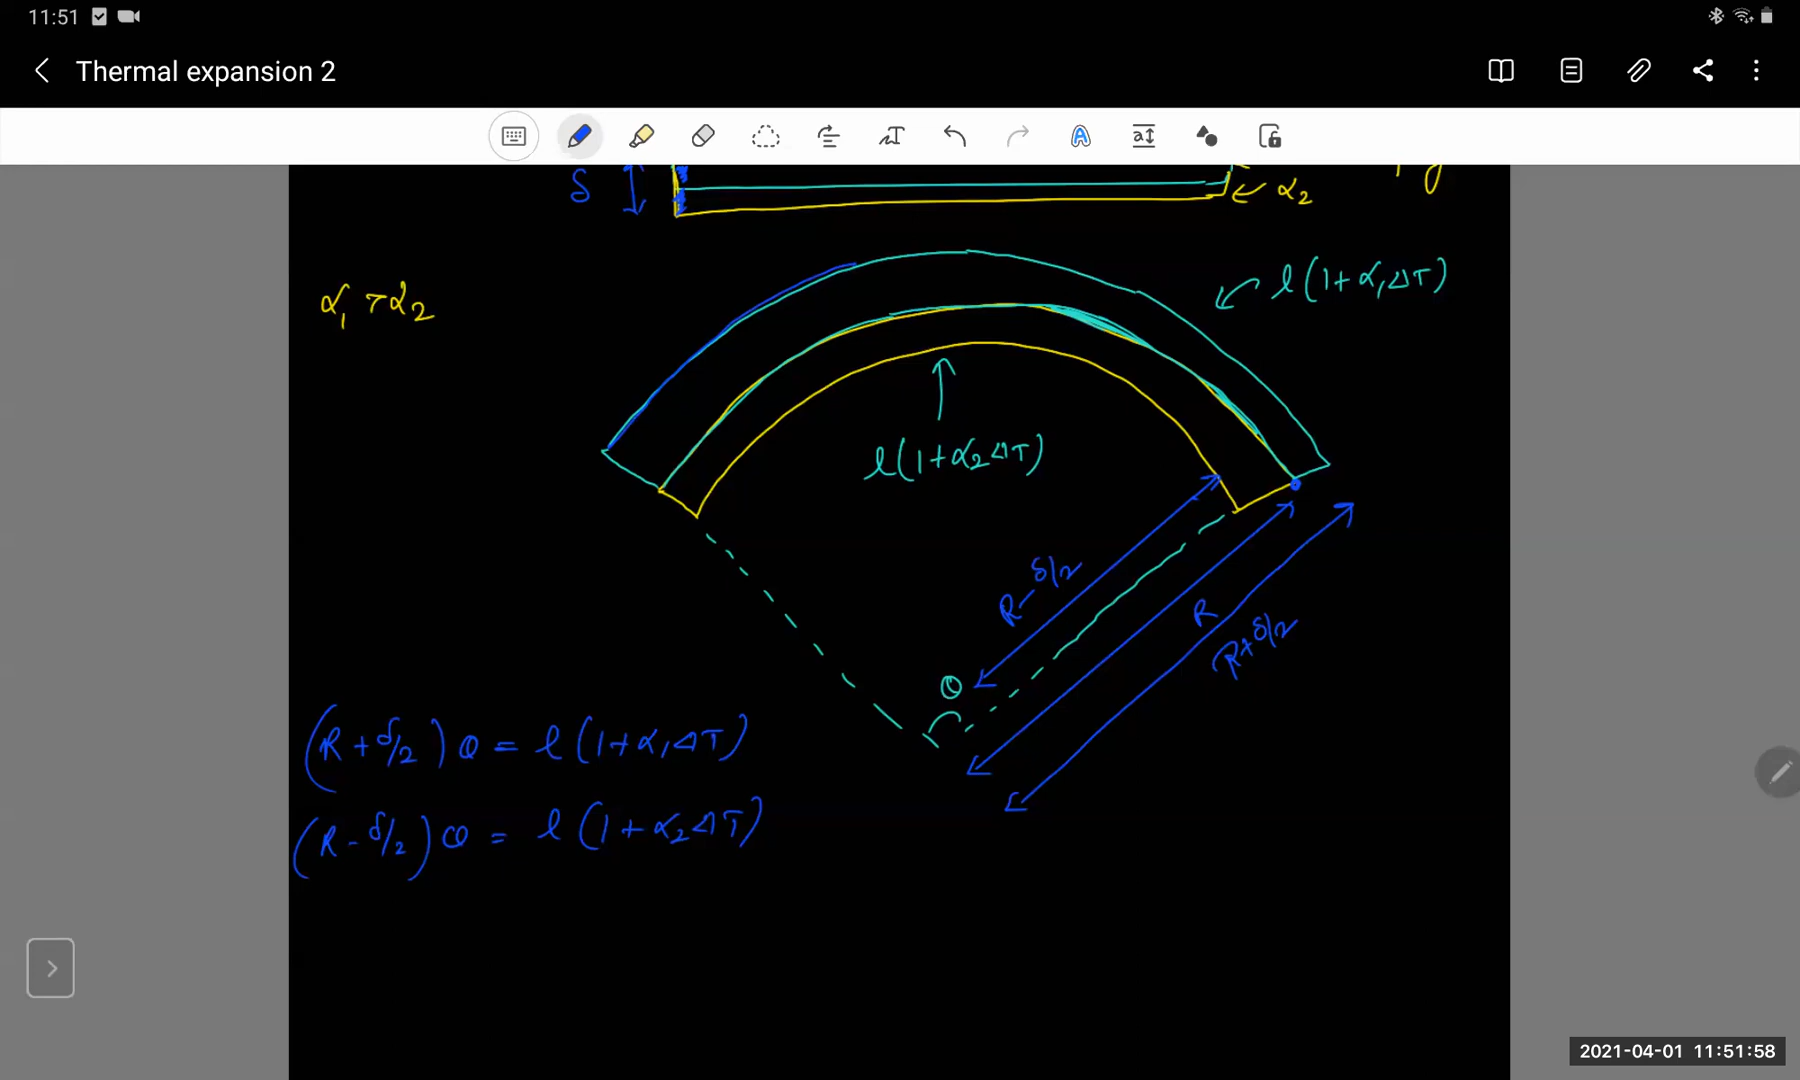 11:51
Thermal expansion 2
δ
α₂
α₁ > α₂
l(1+α₁ΔT)
l(1+α₂ΔT)
R-δ/2
R
R+δ/2
θ
(R+δ/2)θ = l(1+α₁ΔT)
(R-δ/2)θ = l(1+α₂ΔT)
2021-04-01 11:51:58